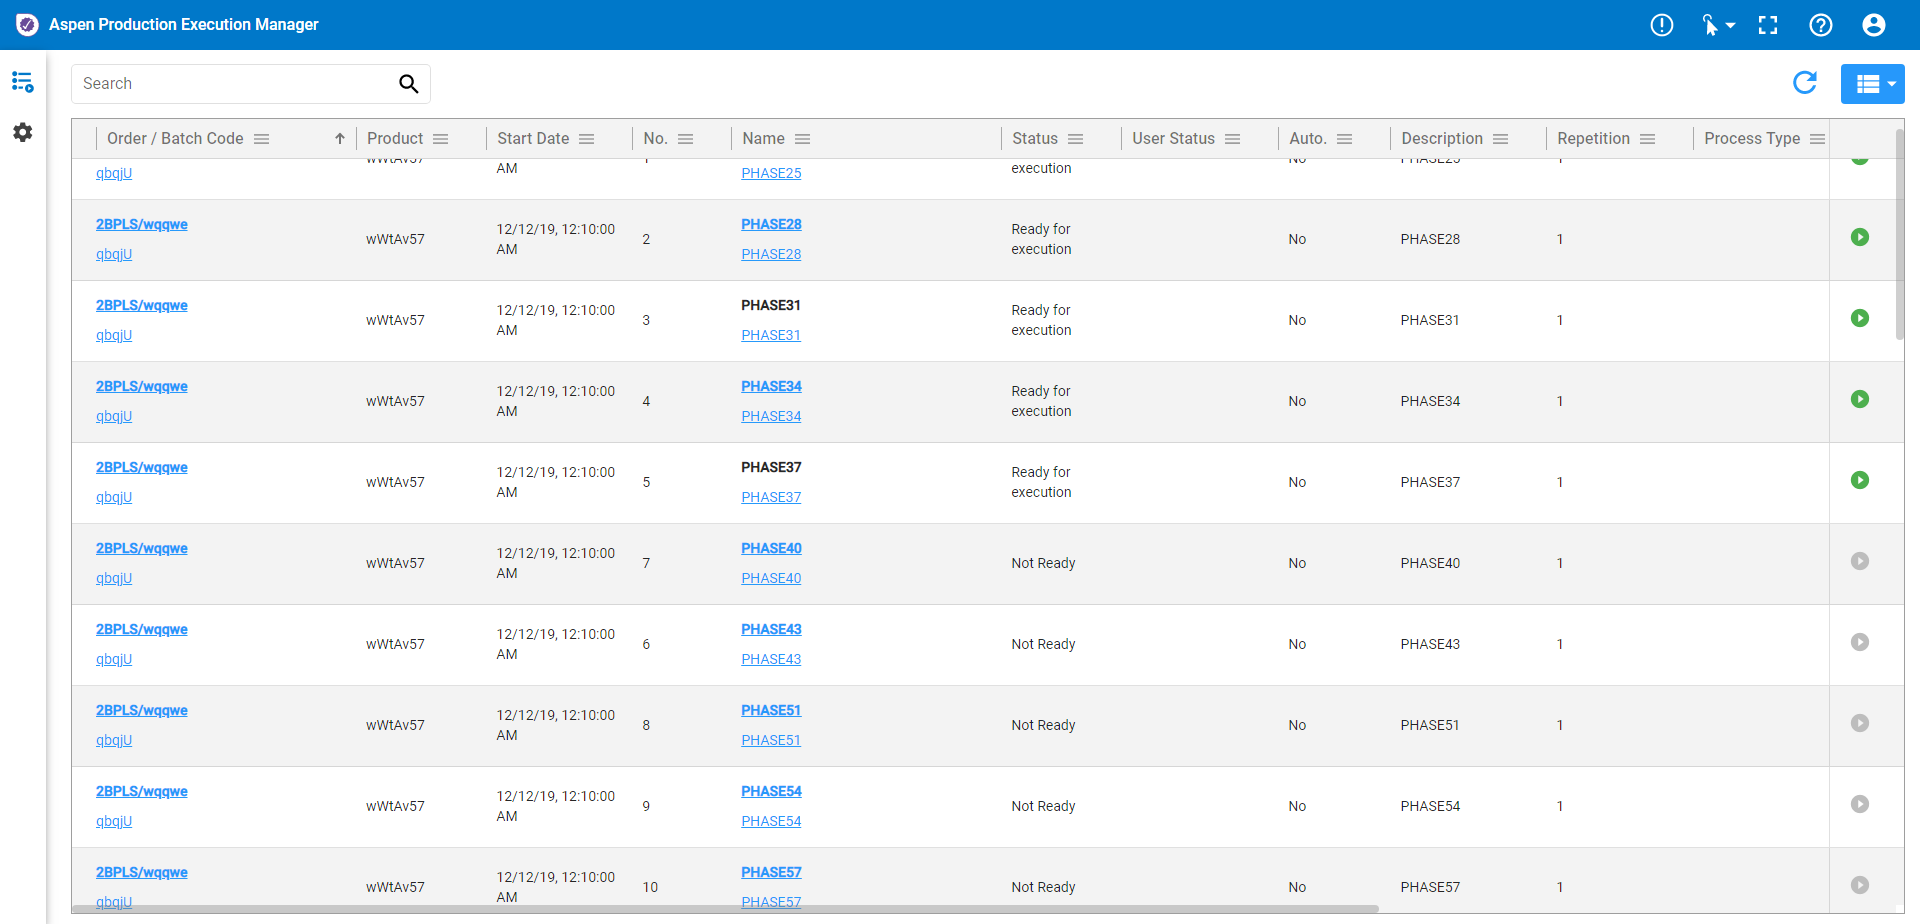 Aspen Production Execution Manager
Search
Order / Batch Code Product Start Date No. Name Status User Status Auto. Description Repetition Process Type
qbqjU wWtAv57 AM 1 PHASE25 execution No PHASE25 1
2BPLS/wqqwe PHASE28
wWtAv57 12/12/19, 12:10:00 AM 2 Ready for execution No PHASE28 1
qbqjU PHASE28
2BPLS/wqqwe PHASE31
wWtAv57 12/12/19, 12:10:00 AM 3 Ready for execution No PHASE31 1
qbqjU PHASE31
2BPLS/wqqwe PHASE34
wWtAv57 12/12/19, 12:10:00 AM 4 Ready for execution No PHASE34 1
qbqjU PHASE34
2BPLS/wqqwe PHASE37
wWtAv57 12/12/19, 12:10:00 AM 5 Ready for execution No PHASE37 1
qbqjU PHASE37
2BPLS/wqqwe PHASE40
wWtAv57 12/12/19, 12:10:00 AM 7 Not Ready No PHASE40 1
qbqjU PHASE40
2BPLS/wqqwe PHASE43
wWtAv57 12/12/19, 12:10:00 AM 6 Not Ready No PHASE43 1
qbqjU PHASE43
2BPLS/wqqwe PHASE51
wWtAv57 12/12/19, 12:10:00 AM 8 Not Ready No PHASE51 1
qbqjU PHASE51
2BPLS/wqqwe PHASE54
wWtAv57 12/12/19, 12:10:00 AM 9 Not Ready No PHASE54 1
qbqjU PHASE54
2BPLS/wqqwe PHASE57
wWtAv57 12/12/19, 12:10:00 AM 10 Not Ready No PHASE57 1
qbqjU PHASE57